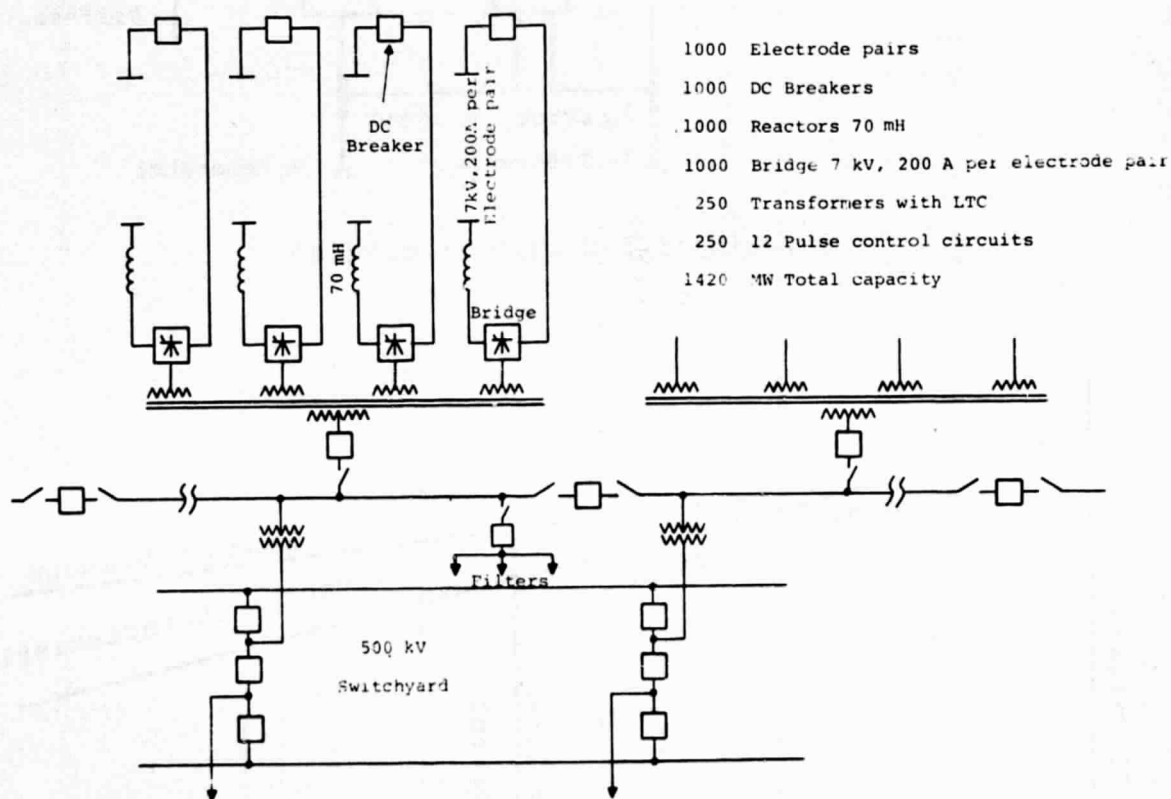 1000 Electrode pairs
1000 DC Breakers
1000 Reactors 70 mH
1000 Bridge 7 kV, 200 A per electrode pair
250 Transformers with LTC
250 12 Pulse control circuits
1420 MW Total capacity
DC
Breaker
7kV,200A per
Electrode pair
70 mH
Bridge
Filters
500 kV
Switchyard